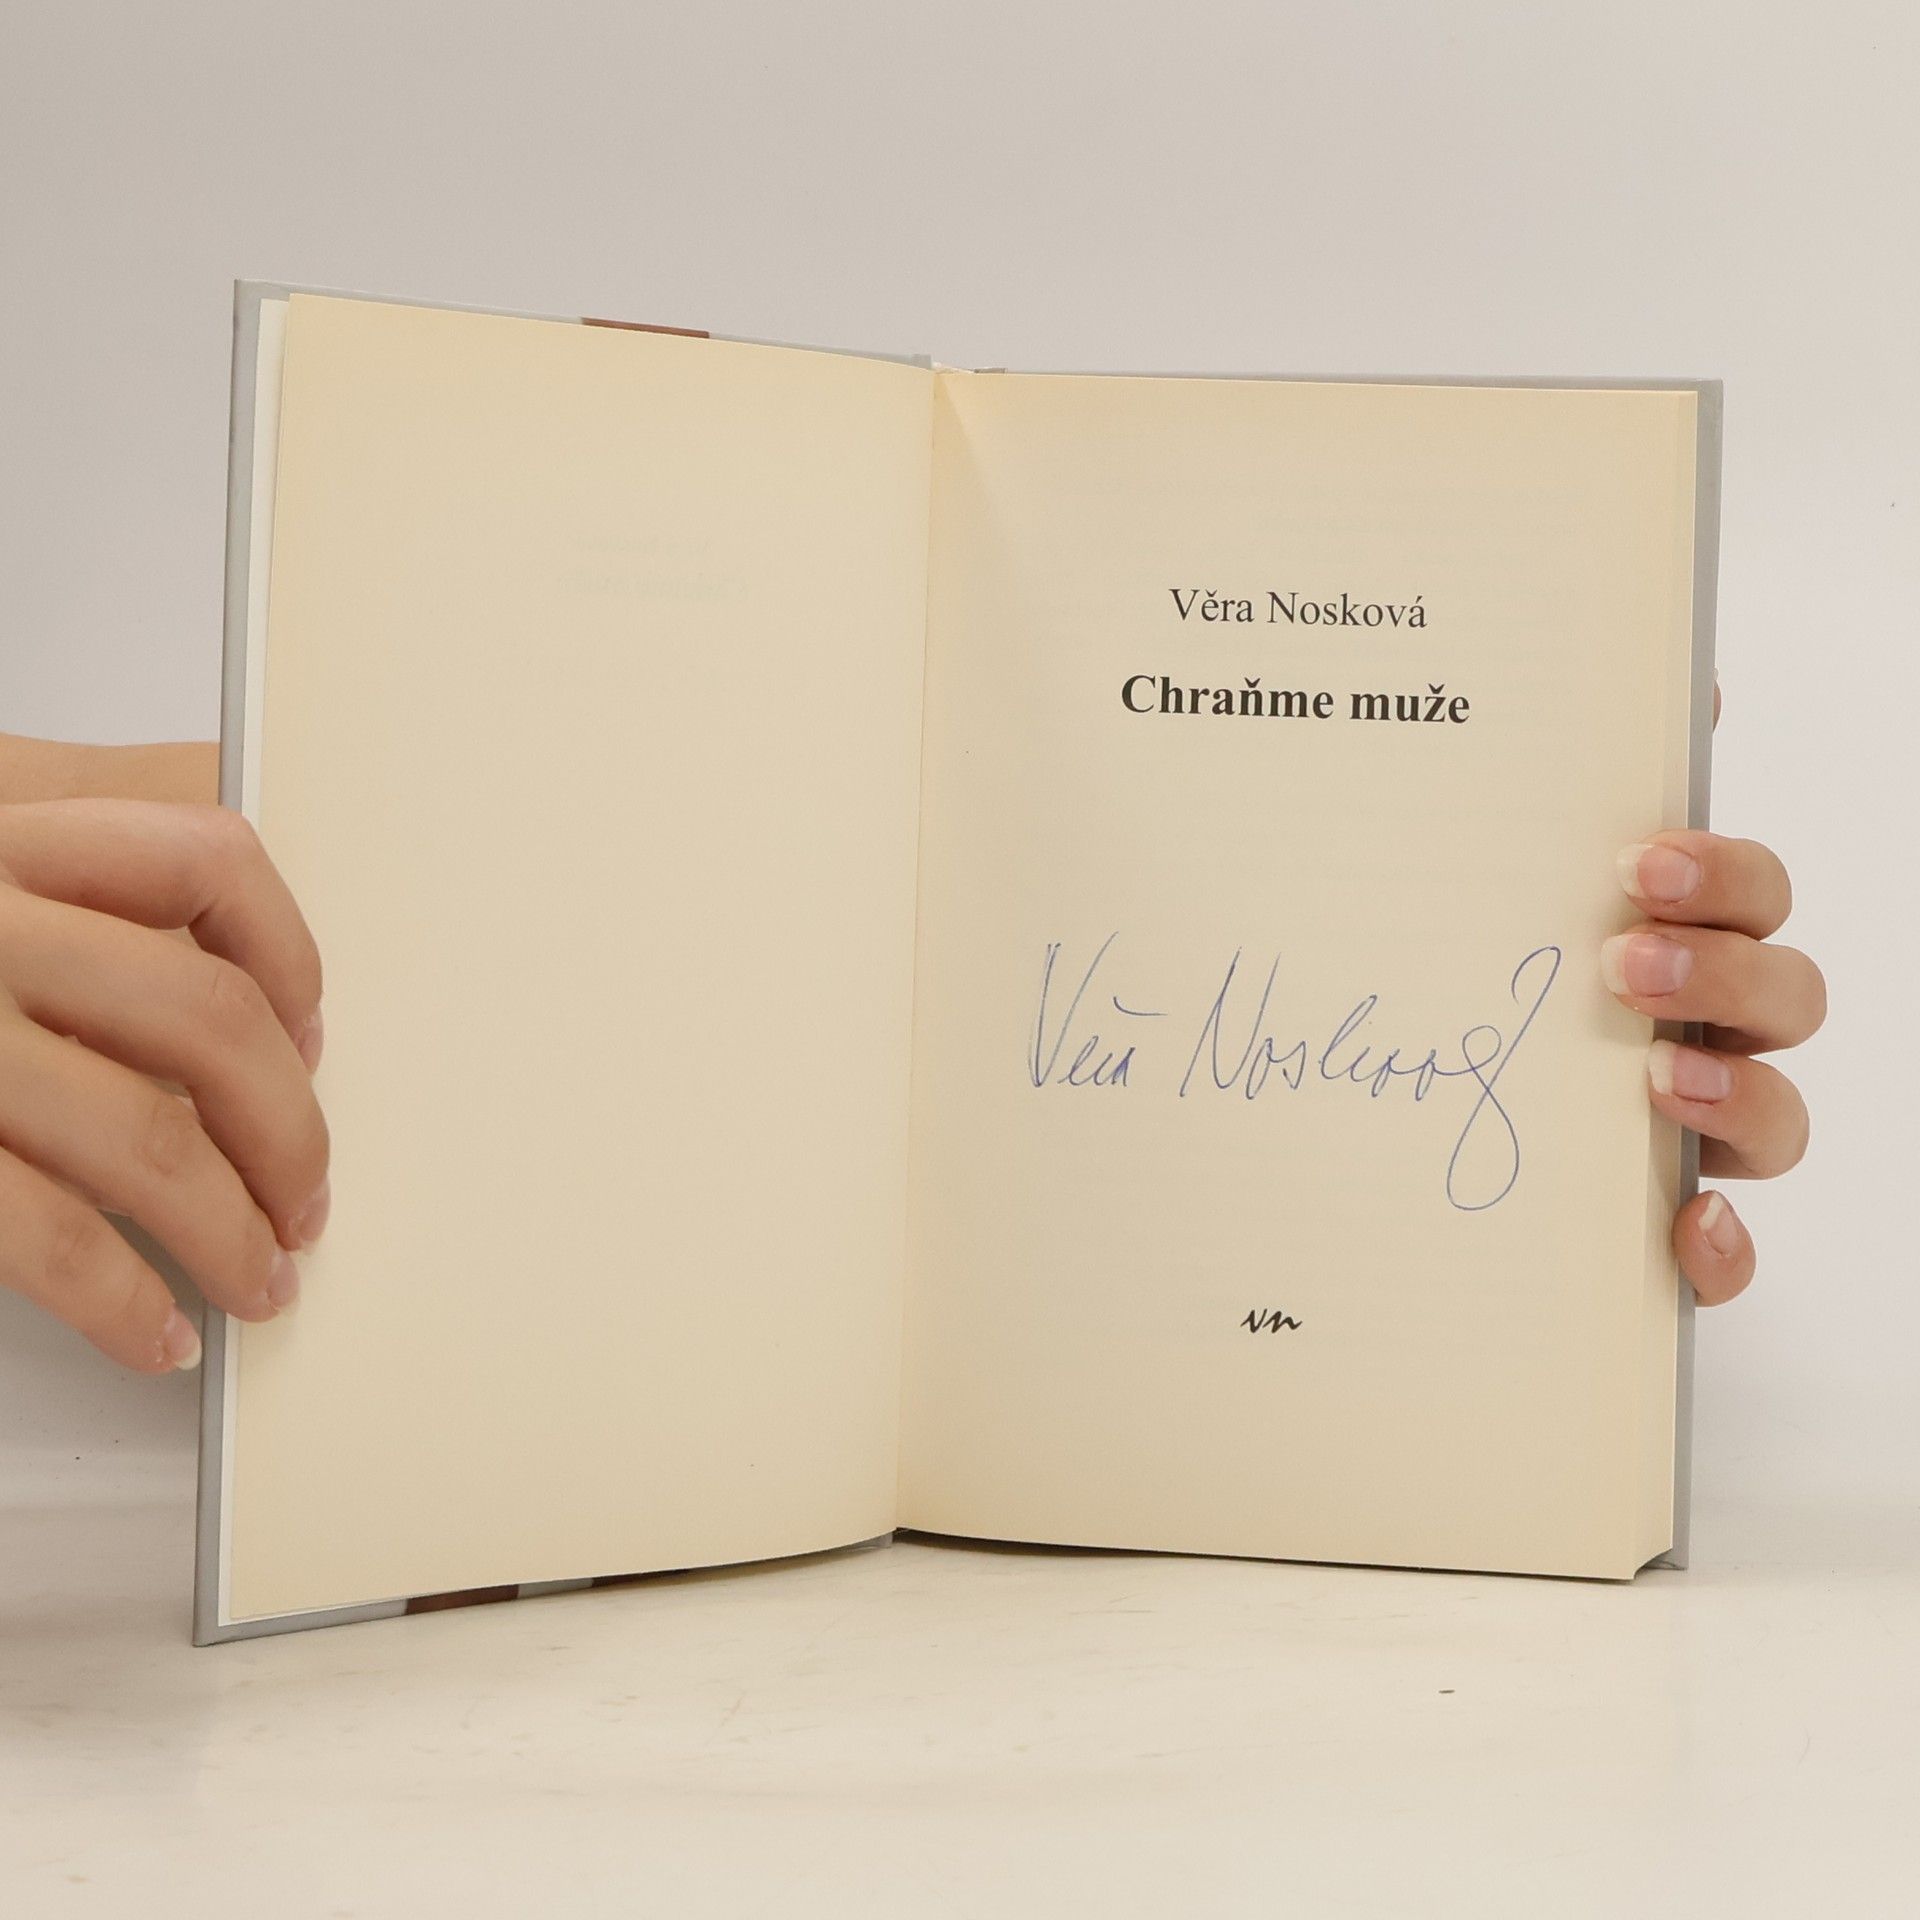 Věra Nosková
Chraňme muže
Věra Nosková
vn